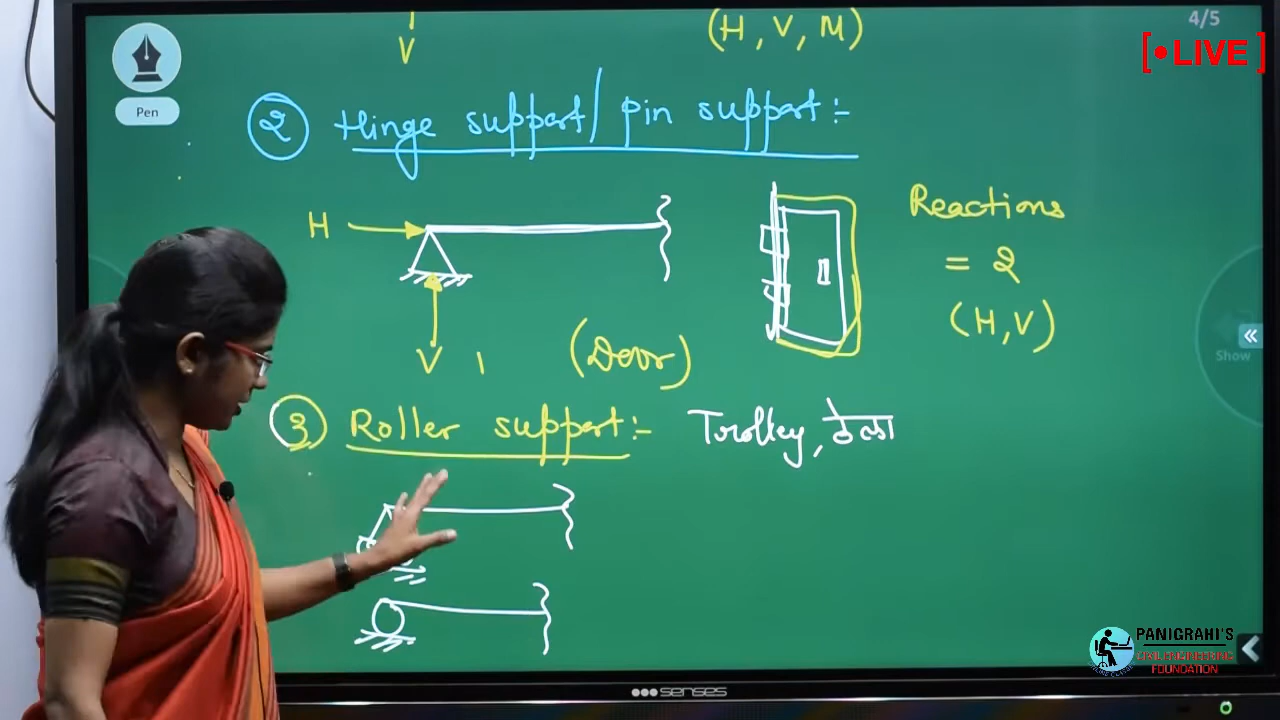 4/5
[•LIVE]
V
(H, V, M)
Pen
② Hinge support/ pin support :-
H
V
(Door)
Reactions
= 2
(H,V)
Show
③ Roller support:- Trolley, ठेला
PANIGRAHI'S
CIVIL ENGINEERING
FOUNDATION
senses